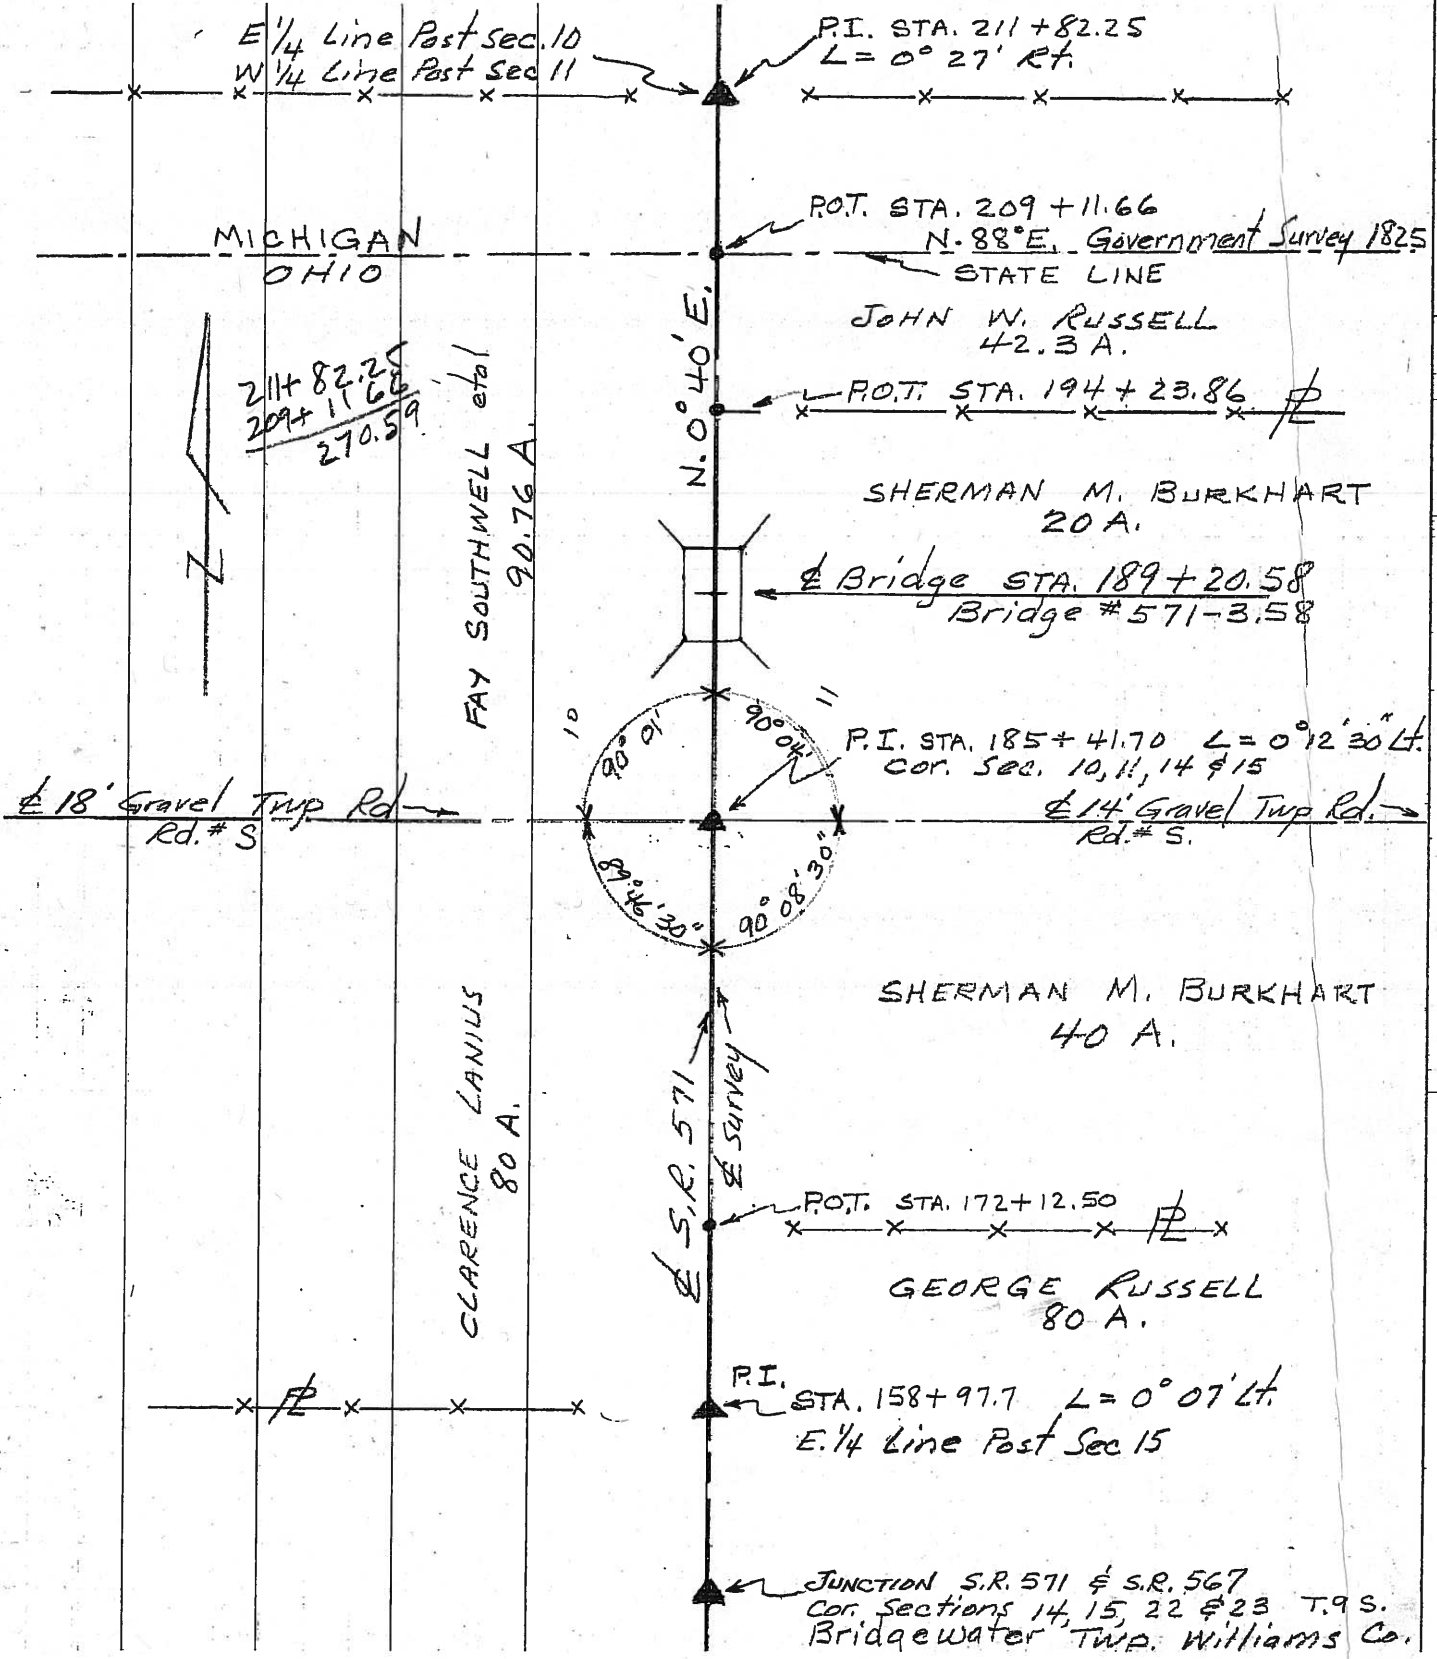 E 1/4 Line Post Sec. 10
W 1/4 Line Post Sec 11
P.I. STA. 211 + 82.25
L = 0° 27' Rt.
P.O.T. STA. 209 + 11.66
N. 88° E. Government Survey 1825
STATE LINE
MICHIGAN
OHIO
JOHN W. RUSSELL
42.3 A.
N. 0° 40' E.
211+ 82.25
209+ 11 66
270.59
N
FAY SOUTHWELL etal
90.76 A.
P.O.T. STA. 194 + 23.86 PL
SHERMAN M. BURKHART
20 A.
℄ Bridge STA. 189 + 20.58
Bridge # 571-3.58
10
11
90° 01'
90° 04'
P.I. STA. 185 + 41.70 L = 0° 12' 30" Lt.
Cor. Sec. 10, 11, 14 & 15
℄ 18' Gravel Twp Rd
Rd. # S
℄ 14' Gravel Twp Rd.
Rd. # S.
89° 46' 30"
90° 08' 30"
SHERMAN M. BURKHART
40 A.
CLARENCE LANIUS
80 A.
℄ S.R. 571
℄ Survey
P.O.T. STA. 172+12.50 PL
GEORGE RUSSELL
80 A.
PL
P.I.
STA. 158+97.7 L = 0° 07' Lt.
E. 1/4 Line Post Sec 15
JUNCTION S.R. 571 & S.R. 567
Cor. Sections 14, 15, 22 & 23 T. 9 S.
Bridgewater Twp. Williams Co.